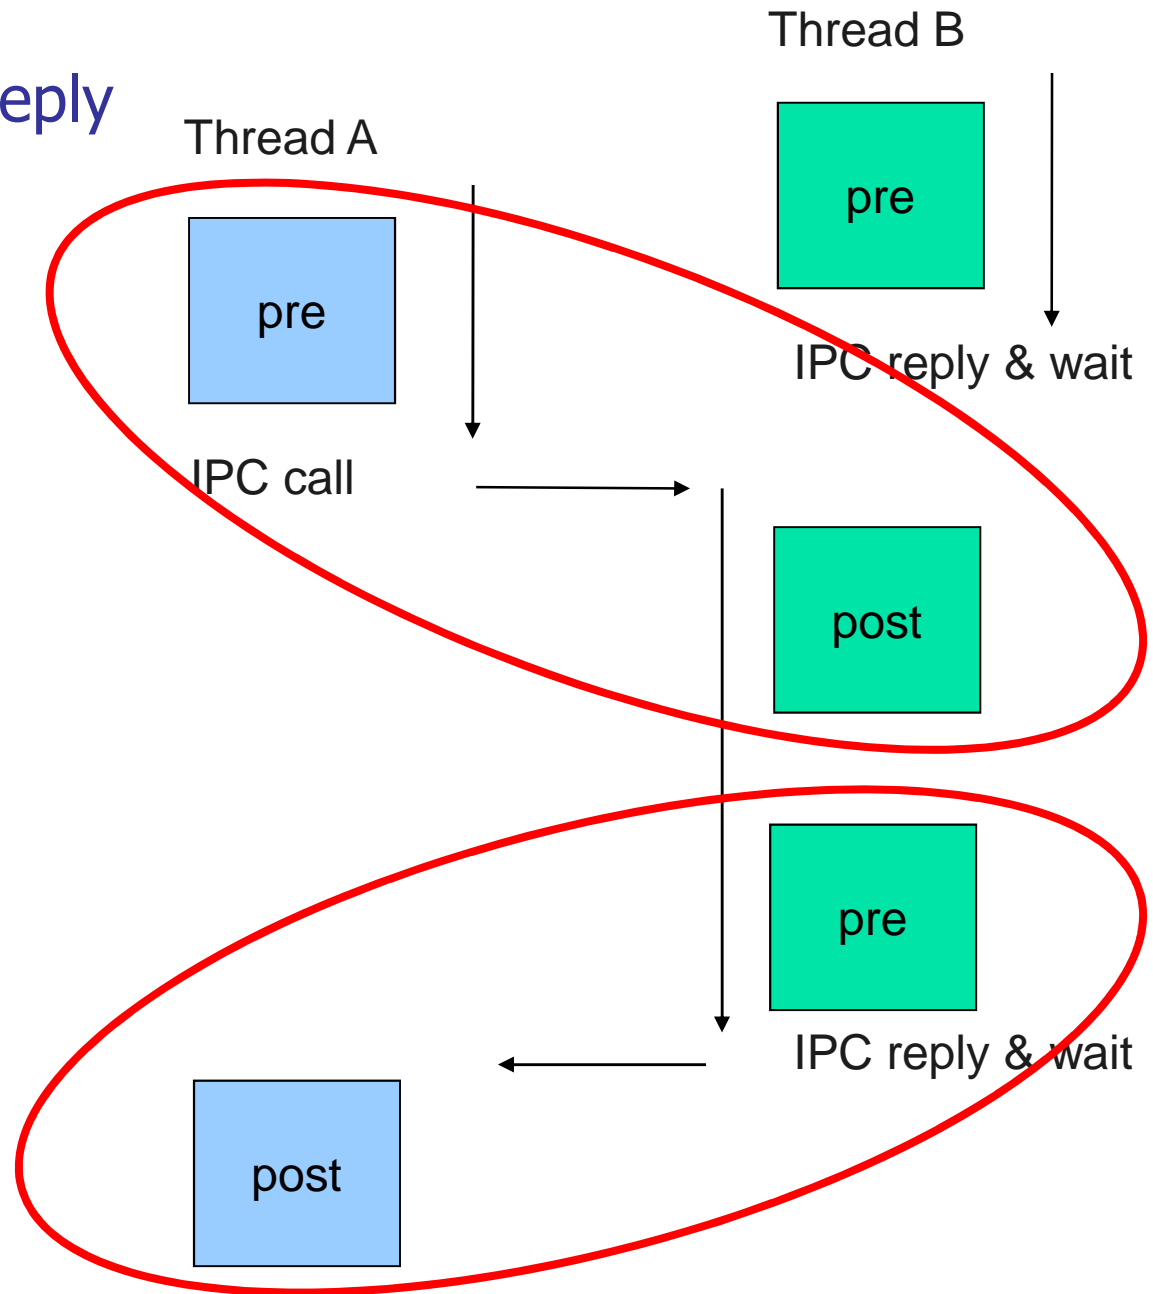 Thread B
eply
Thread A
pre
pre
IPC reply & wait
IPC call
post
pre
IPC reply & wait
post